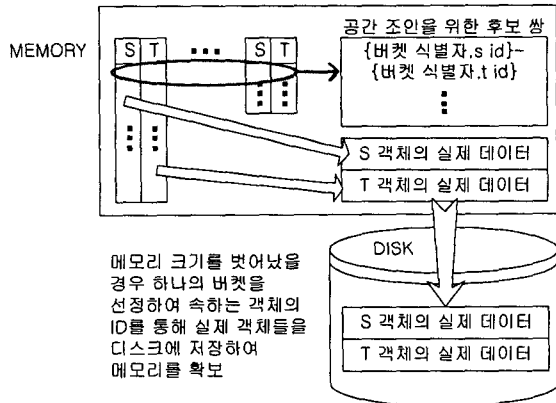 MEMORY
S T
S T
공간 조인을 위한 후보 쌍
{버켓 식별자,s id}~
{버켓 식별자,t id}
S 객체의 실제 데이터
T 객체의 실제 데이터
DISK
메모리 크기를 벗어났을
경우 하나의 버켓을
선정하여 속하는 객체의
ID를 통해 실제 객체들을
디스크에 저장하여
메모리를 확보
S 객체의 실제 데이터
T 객체의 실제 데이터